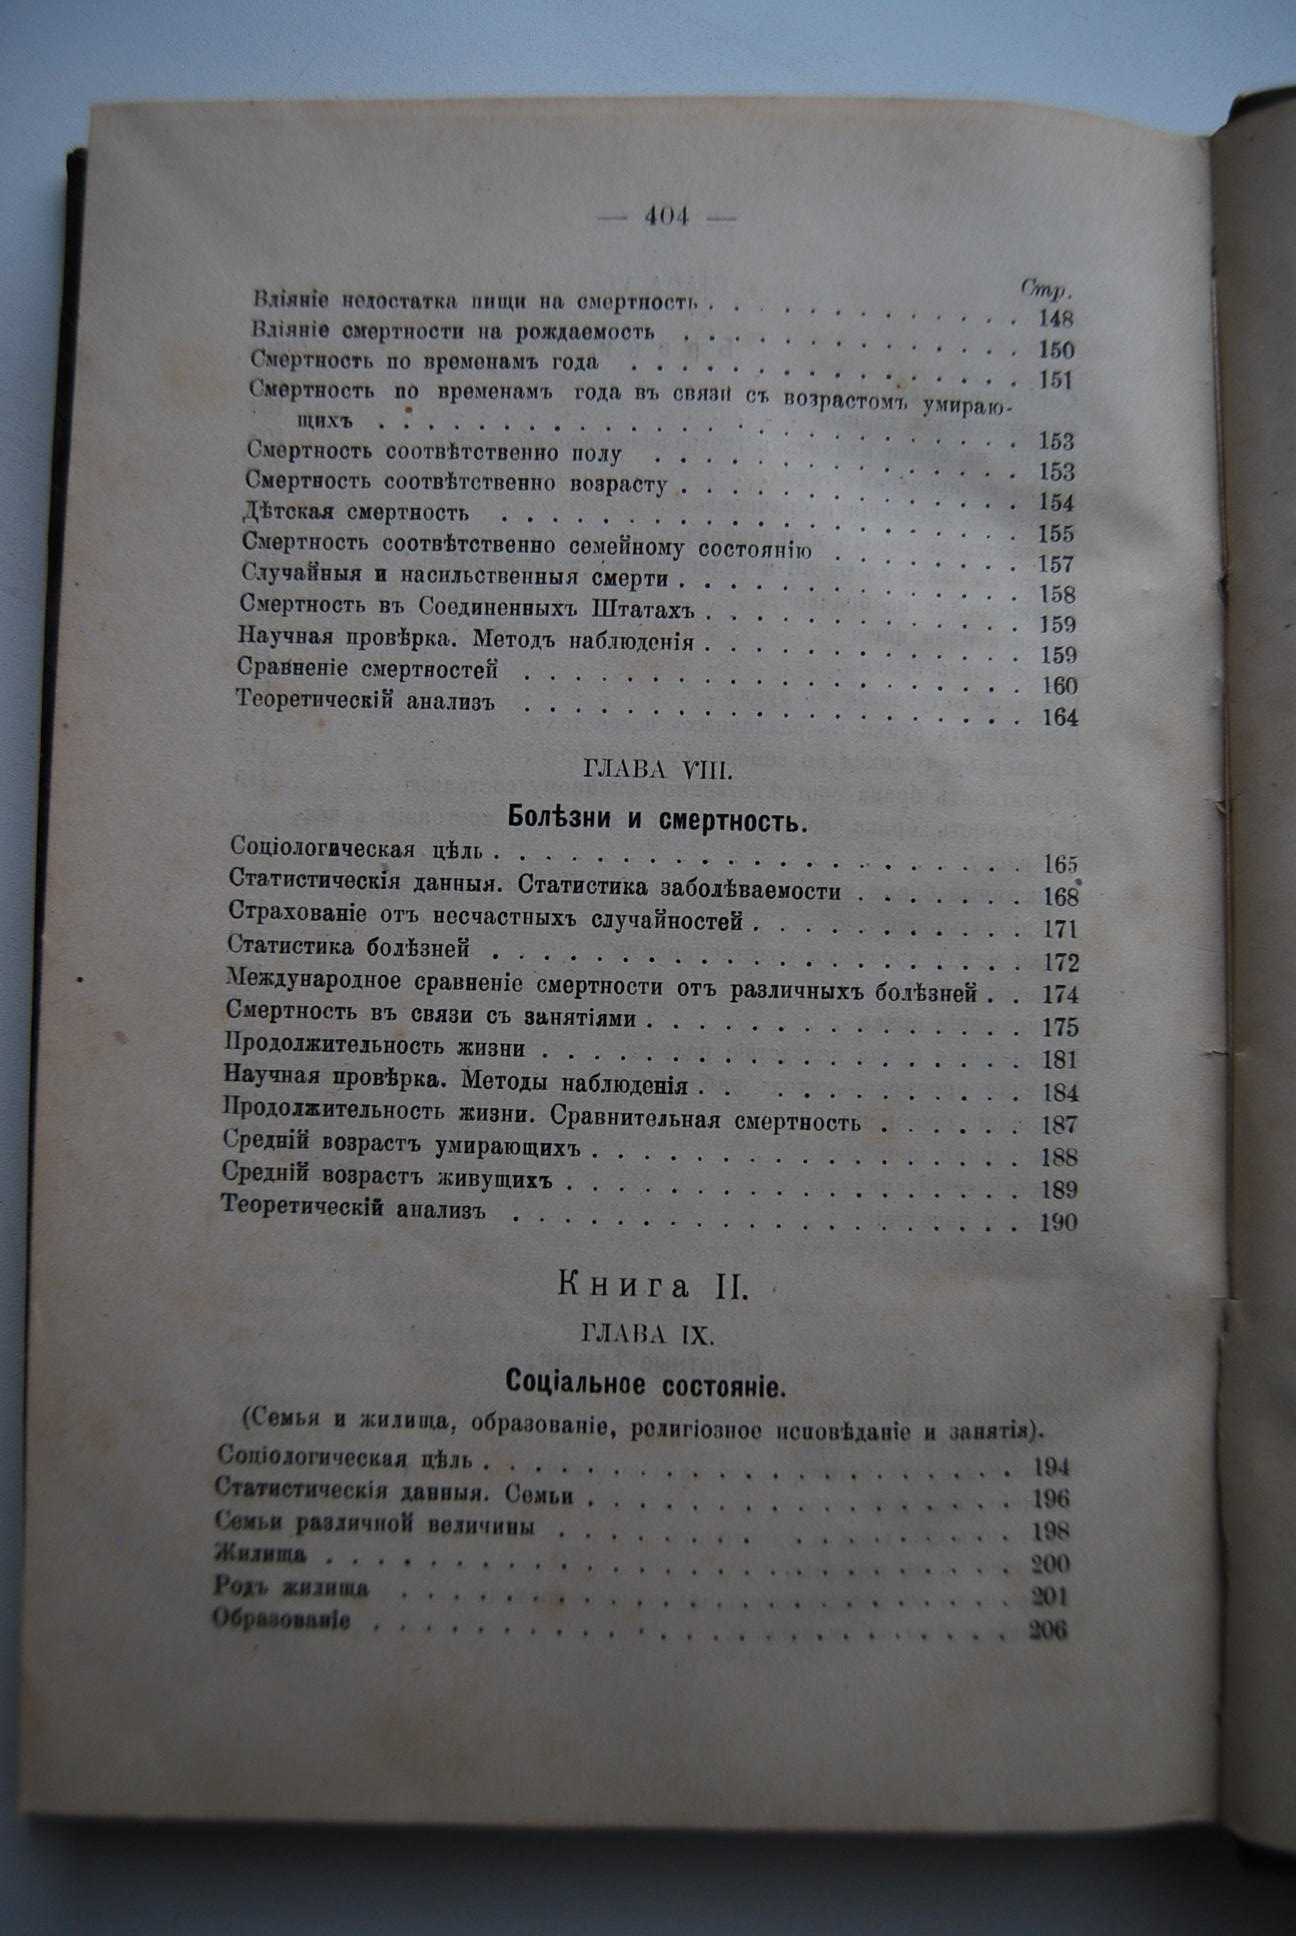 — 404 —
Стр.
Вліяніе недостатка пищи на смертность . . . . . . . . . . . . 148
Вліяніе смертности на рождаемость . . . . . . . . . . . . . 150
Смертность по временамъ года . . . . . . . . . . . . . . . 151
Смертность по временамъ года въ связи съ возрастомъ умираю-
щихъ . . . . . . . . . . . . . . . . . . . . . . . . . 153
Смертность соотвѣтственно полу . . . . . . . . . . . . . . 153
Смертность соотвѣтственно возрасту . . . . . . . . . . . . . 154
Дѣтская смертность . . . . . . . . . . . . . . . . . . . . 155
Смертность соотвѣтственно семейному состоянію . . . . . . . . 157
Случайныя и насильственныя смерти . . . . . . . . . . . . . 158
Смертность въ Соединенныхъ Штатахъ . . . . . . . . . . . . 159
Научная провѣрка. Методъ наблюденія . . . . . . . . . . . . 159
Сравненіе смертностей . . . . . . . . . . . . . . . . . . . 160
Теоретическій анализъ . . . . . . . . . . . . . . . . . . . 164
ГЛАВА VIII.
Болѣзни и смертность.
Соціологическая цѣль . . . . . . . . . . . . . . . . . . . . 165
Статистическія данныя. Статистика заболѣваемости . . . . . . . 168
Страхованіе отъ несчастныхъ случайностей . . . . . . . . . . . 171
Статистика болѣзней . . . . . . . . . . . . . . . . . . . . 172
Международное сравненіе смертности отъ различныхъ болѣзней . . 174
Смертность въ связи съ занятіями . . . . . . . . . . . . . . 175
Продолжительность жизни . . . . . . . . . . . . . . . . . . 181
Научная провѣрка. Методы наблюденія . . . . . . . . . . . . 184
Продолжительность жизни. Сравнительная смертность . . . . . . 187
Средній возрастъ умирающихъ . . . . . . . . . . . . . . . . 188
Средній возрастъ живущихъ . . . . . . . . . . . . . . . . . 189
Теоретическій анализъ . . . . . . . . . . . . . . . . . . . 190
Книга II.
ГЛАВА IX.
Соціальное состояніе.
(Семья и жилища, образованіе, религіозное исповѣданіе и занятія).
Соціологическая цѣль . . . . . . . . . . . . . . . . . . . . 194
Статистическія данныя. Семьи . . . . . . . . . . . . . . . . 196
Семьи различной величины . . . . . . . . . . . . . . . . . 198
Жилища . . . . . . . . . . . . . . . . . . . . . . . . . . 200
Родъ жилища . . . . . . . . . . . . . . . . . . . . . . . 201
Образованіе . . . . . . . . . . . . . . . . . . . . . . . . 206